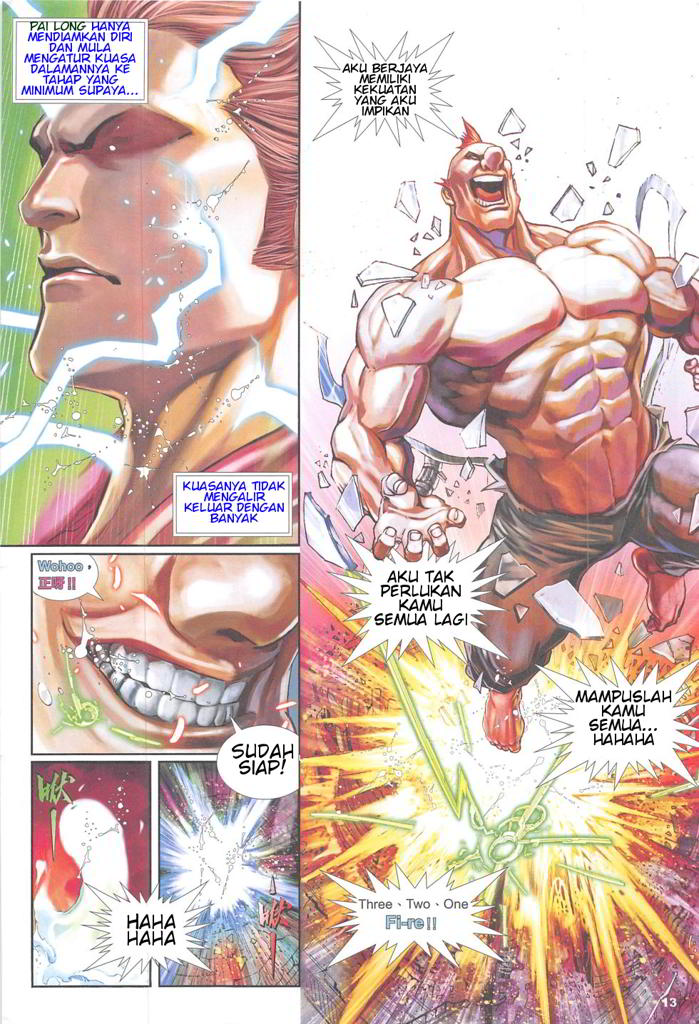 PAI LONG HANYA
MENDIAMKAN DIRI
DAN MULA
MENGATUR KUASA
DALAMANNYA KE
TAHAP YANG
MINIMUM SUPAYA...
KUASANYA TIDAK
MENGALIR
KELUAR DENGAN
BANYAK
AKU BERJAYA
MEMILIKI
KEKUATAN
YANG AKU
IMPIKAN
AKU TAK
PERLUKAN
KAMU
SEMUA LAGI
MAMPUSLAH
KAMU
SEMUA...
HAHAHA
Wohoo,
正呀!!
SUDAH
SIAP!
HAHA
HAHA
Three、Two、One
Fi-re!!
13